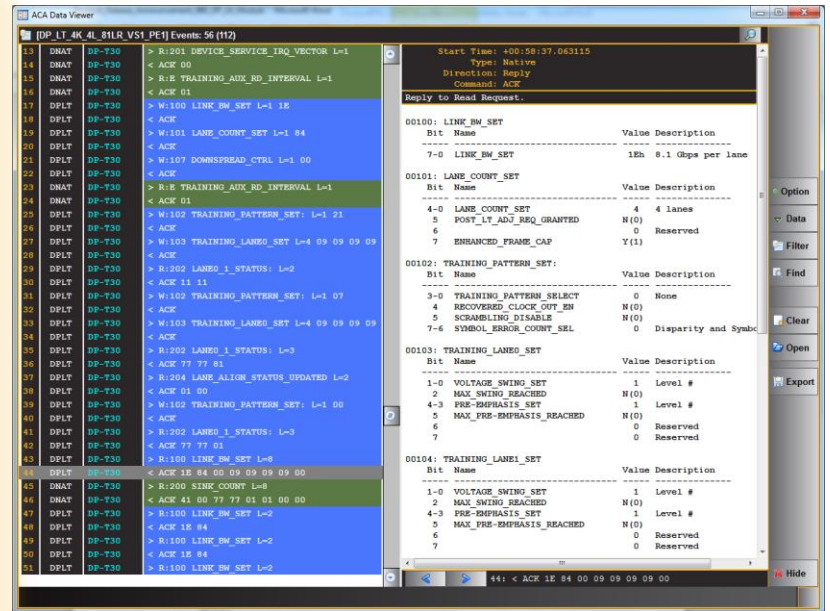 ACA Data Viewer
[DP_LT_4K_4L_81LR_VS1_PE1] Events: 56 (112)
13 DNAT DP-T30 > R:201 DEVICE_SERVICE_IRQ_VECTOR L=1
14 DNAT DP-T30 < ACK 00
15 DNAT DP-T30 > R:E TRAINING_AUX_RD_INTERVAL L=1
16 DNAT DP-T30 < ACK 01
17 DPLT DP-T30 > W:100 LINK_BW_SET L=1 1E
18 DPLT DP-T30 < ACK
19 DPLT DP-T30 > W:101 LANE_COUNT_SET L=1 84
20 DPLT DP-T30 < ACK
21 DPLT DP-T30 > W:107 DOWNSPREAD_CTRL L=1 00
22 DPLT DP-T30 < ACK
23 DNAT DP-T30 > R:E TRAINING_AUX_RD_INTERVAL L=1
24 DNAT DP-T30 < ACK 01
25 DPLT DP-T30 > W:102 TRAINING_PATTERN_SET: L=1 21
26 DPLT DP-T30 < ACK
27 DPLT DP-T30 > W:103 TRAINING_LANE0_SET L=4 09 09 09 09
28 DPLT DP-T30 < ACK
29 DPLT DP-T30 > R:202 LANE0_1_STATUS: L=2
30 DPLT DP-T30 < ACK 11 11
31 DPLT DP-T30 > W:102 TRAINING_PATTERN_SET: L=1 07
32 DPLT DP-T30 < ACK
33 DPLT DP-T30 > W:103 TRAINING_LANE0_SET L=4 09 09 09 09
34 DPLT DP-T30 < ACK
35 DPLT DP-T30 > R:202 LANE0_1_STATUS: L=3
36 DPLT DP-T30 < ACK 77 77 81
37 DPLT DP-T30 > R:204 LANE_ALIGN_STATUS_UPDATED L=2
38 DPLT DP-T30 < ACK 01 00
39 DPLT DP-T30 > W:102 TRAINING_PATTERN_SET: L=1 00
40 DPLT DP-T30 < ACK
41 DPLT DP-T30 > R:202 LANE0_1_STATUS: L=3
42 DPLT DP-T30 < ACK 77 77 01
43 DPLT DP-T30 > R:100 LINK_BW_SET L=8
44 DPLT DP-T30 < ACK 1E 84 00 09 09 09 09 00
45 DNAT DP-T30 > R:200 SINK_COUNT L=8
46 DNAT DP-T30 < ACK 41 00 77 77 01 01 00 00
47 DPLT DP-T30 > R:100 LINK_BW_SET L=2
48 DPLT DP-T30 < ACK 1E 84
49 DPLT DP-T30 > R:100 LINK_BW_SET L=2
50 DPLT DP-T30 < ACK 1E 84
51 DPLT DP-T30 > R:100 LINK_BW_SET L=2
Start Time: +00:58:37.063115
Type: Native
Direction: Reply
Command: ACK
Reply to Read Request.
00100: LINK_BW_SET
Bit Name Value Description
7-0 LINK_BW_SET 1Eh 8.1 Gbps per lane
00101: LANE_COUNT_SET
Bit Name Value Description
4-0 LANE_COUNT_SET 4 4 lanes
5 POST_LT_ADJ_REQ_GRANTED N(0)
6 0 Reserved
7 ENHANCED_FRAME_CAP Y(1)
00102: TRAINING_PATTERN_SET:
Bit Name Value Description
3-0 TRAINING_PATTERN_SELECT 0 None
4 RECOVERED_CLOCK_OUT_EN N(0)
5 SCRAMBLING_DISABLE N(0)
7-6 SYMBOL_ERROR_COUNT_SEL 0 Disparity and Symbo
00103: TRAINING_LANE0_SET
Bit Name Value Description
1-0 VOLTAGE_SWING_SET 1 Level #
2 MAX_SWING_REACHED N(0)
4-3 PRE-EMPHASIS_SET 1 Level #
5 MAX_PRE-EMPHASIS_REACHED N(0)
6 0 Reserved
7 0 Reserved
00104: TRAINING_LANE1_SET
Bit Name Value Description
1-0 VOLTAGE_SWING_SET 1 Level #
2 MAX_SWING_REACHED N(0)
4-3 PRE-EMPHASIS_SET 1 Level #
5 MAX_PRE-EMPHASIS_REACHED N(0)
6 0 Reserved
7 0 Reserved
44: < ACK 1E 84 00 09 09 09 09 00
Option
Data
Filter
Find
Clear
Open
Export
Hide